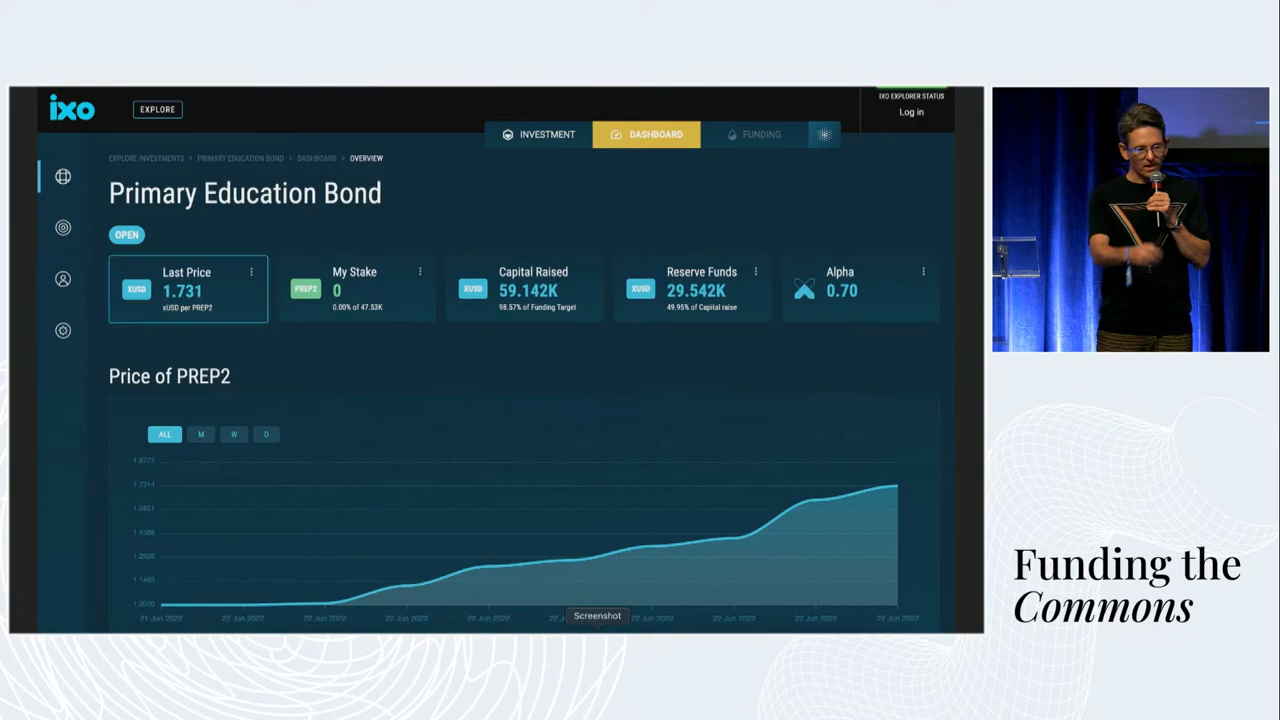 ixo
EXPLORE
IXO EXPLORER STATUS
Log in
INVESTMENT
DASHBOARD
FUNDING
EXPLORE INVESTMENTS > PRIMARY EDUCATION BOND > DASHBOARD > OVERVIEW
Primary Education Bond
OPEN
XUSD
Last Price
1.731
xUSD per PREP2
PREP2
My Stake
0
0.00% of 47.53K
XUSD
Capital Raised
59.142K
98.57% of Funding Target
XUSD
Reserve Funds
29.542K
49.95% of Capital raise
Alpha
0.70
Price of PREP2
ALL M W D
1.8777
1.7314
1.5851
1.4388
1.2926
1.1463
1.0000
21 Jun 2022 22 Jun 2022 22 Jun 2022 22 Jun 2022 22 Jun 2022 22 Jun 2022 22 Jun 2022 22 Jun 2022 22 Jun 2022
Screenshot
Funding the
Commons